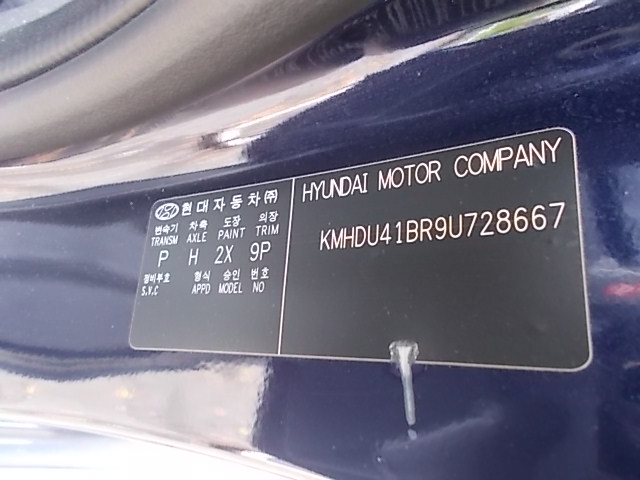 현대자동차(주)
변속기 차축 도장 의장
TRANSM AXLE PAINT TRIM
P H 2X 9P
정비부호 형식 승인 번호
S.V.C APPD MODEL NO
HYUNDAI MOTOR COMPANY
KMHDU41BR9U728667